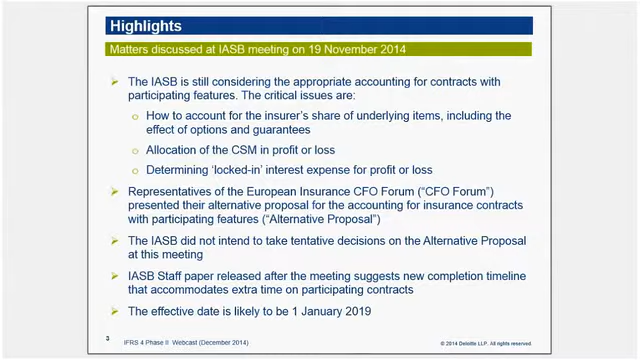 Highlights
Matters discussed at IASB meeting on 19 November 2014
The IASB is still considering the appropriate accounting for contracts with
participating features. The critical issues are:
How to account for the insurer's share of underlying items, including the
effect of options and guarantees
Allocation of the CSM in profit or loss
Determining 'locked-in' interest expense for profit or loss
Representatives of the European Insurance CFO Forum ("CFO Forum")
presented their alternative proposal for the accounting for insurance contracts
with participating features ("Alternative Proposal")
The IASB did not intend to take tentative decisions on the Alternative Proposal
at this meeting
IASB Staff paper released after the meeting suggests new completion timeline
that accommodates extra time on participating contracts
The effective date is likely to be 1 January 2019
3 IFRS 4 Phase II Webcast (December 2014) © 2014 Deloitte LLP. All rights reserved.